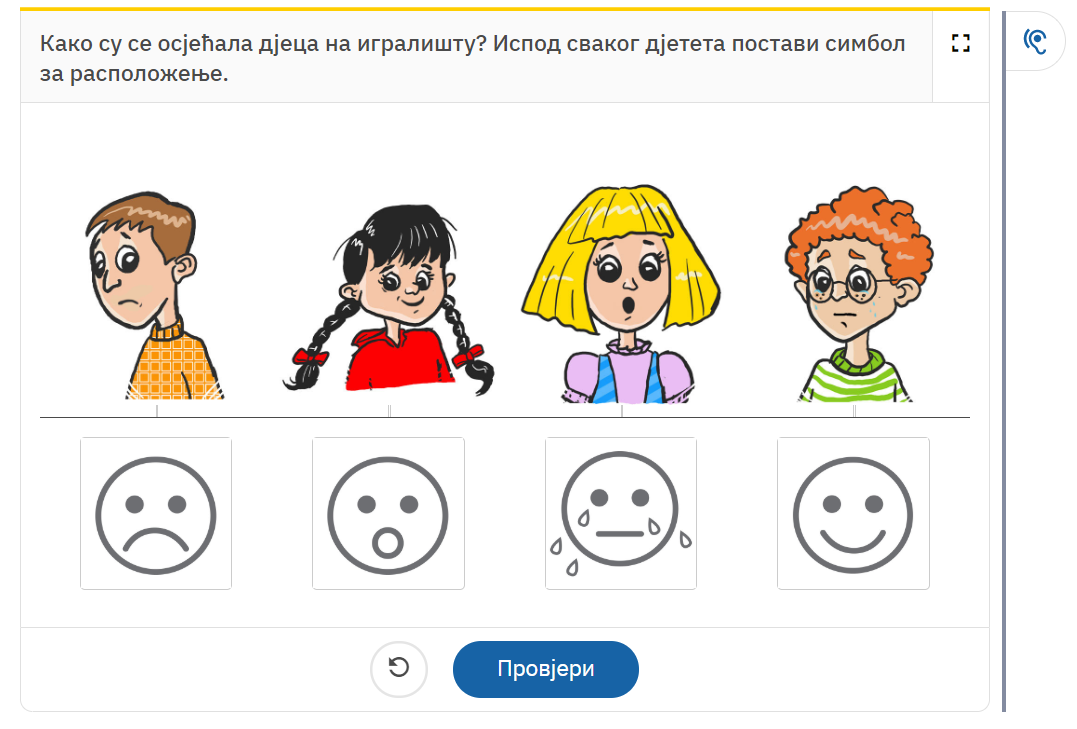 Како су се осјећала дјеца на игралишту? Испод сваког дјетета постави симбол
за расположење.
Провјери